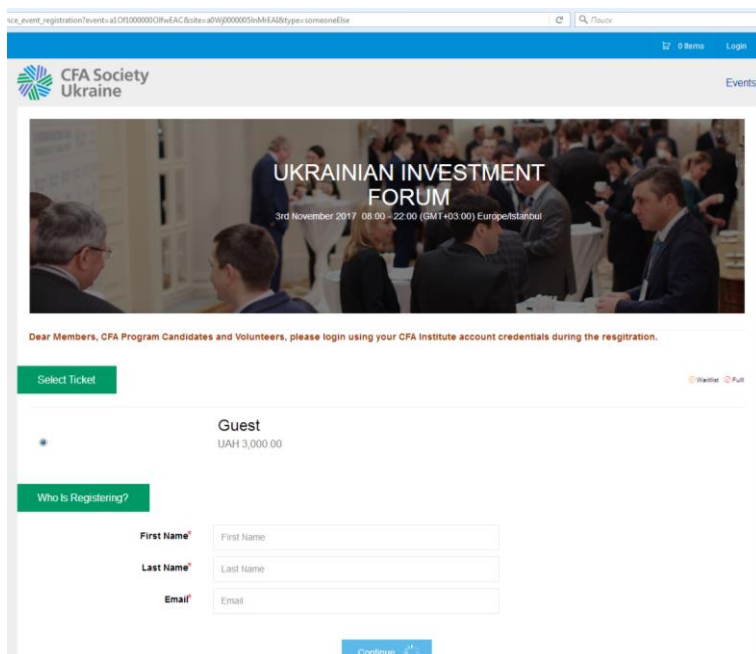 nce_event_registration?event=a1Of1000000OlfwEAC&site=a0Wj0000005InMrEAI&type=someoneElse
Поиск
0 Items Login
CFA Society
Ukraine
Events
UKRAINIAN INVESTMENT
FORUM
3rd November 2017 08:00 - 22:00 (GMT+03:00) Europe/Istanbul
Dear Members, CFA Program Candidates and Volunteers, please login using your CFA Institute account credentials during the resgitration.
Select Ticket
Waitlist Full
Guest
UAH 3,000.00
Who Is Registering?
First Name* First Name
Last Name* Last Name
Email* Email
Continue